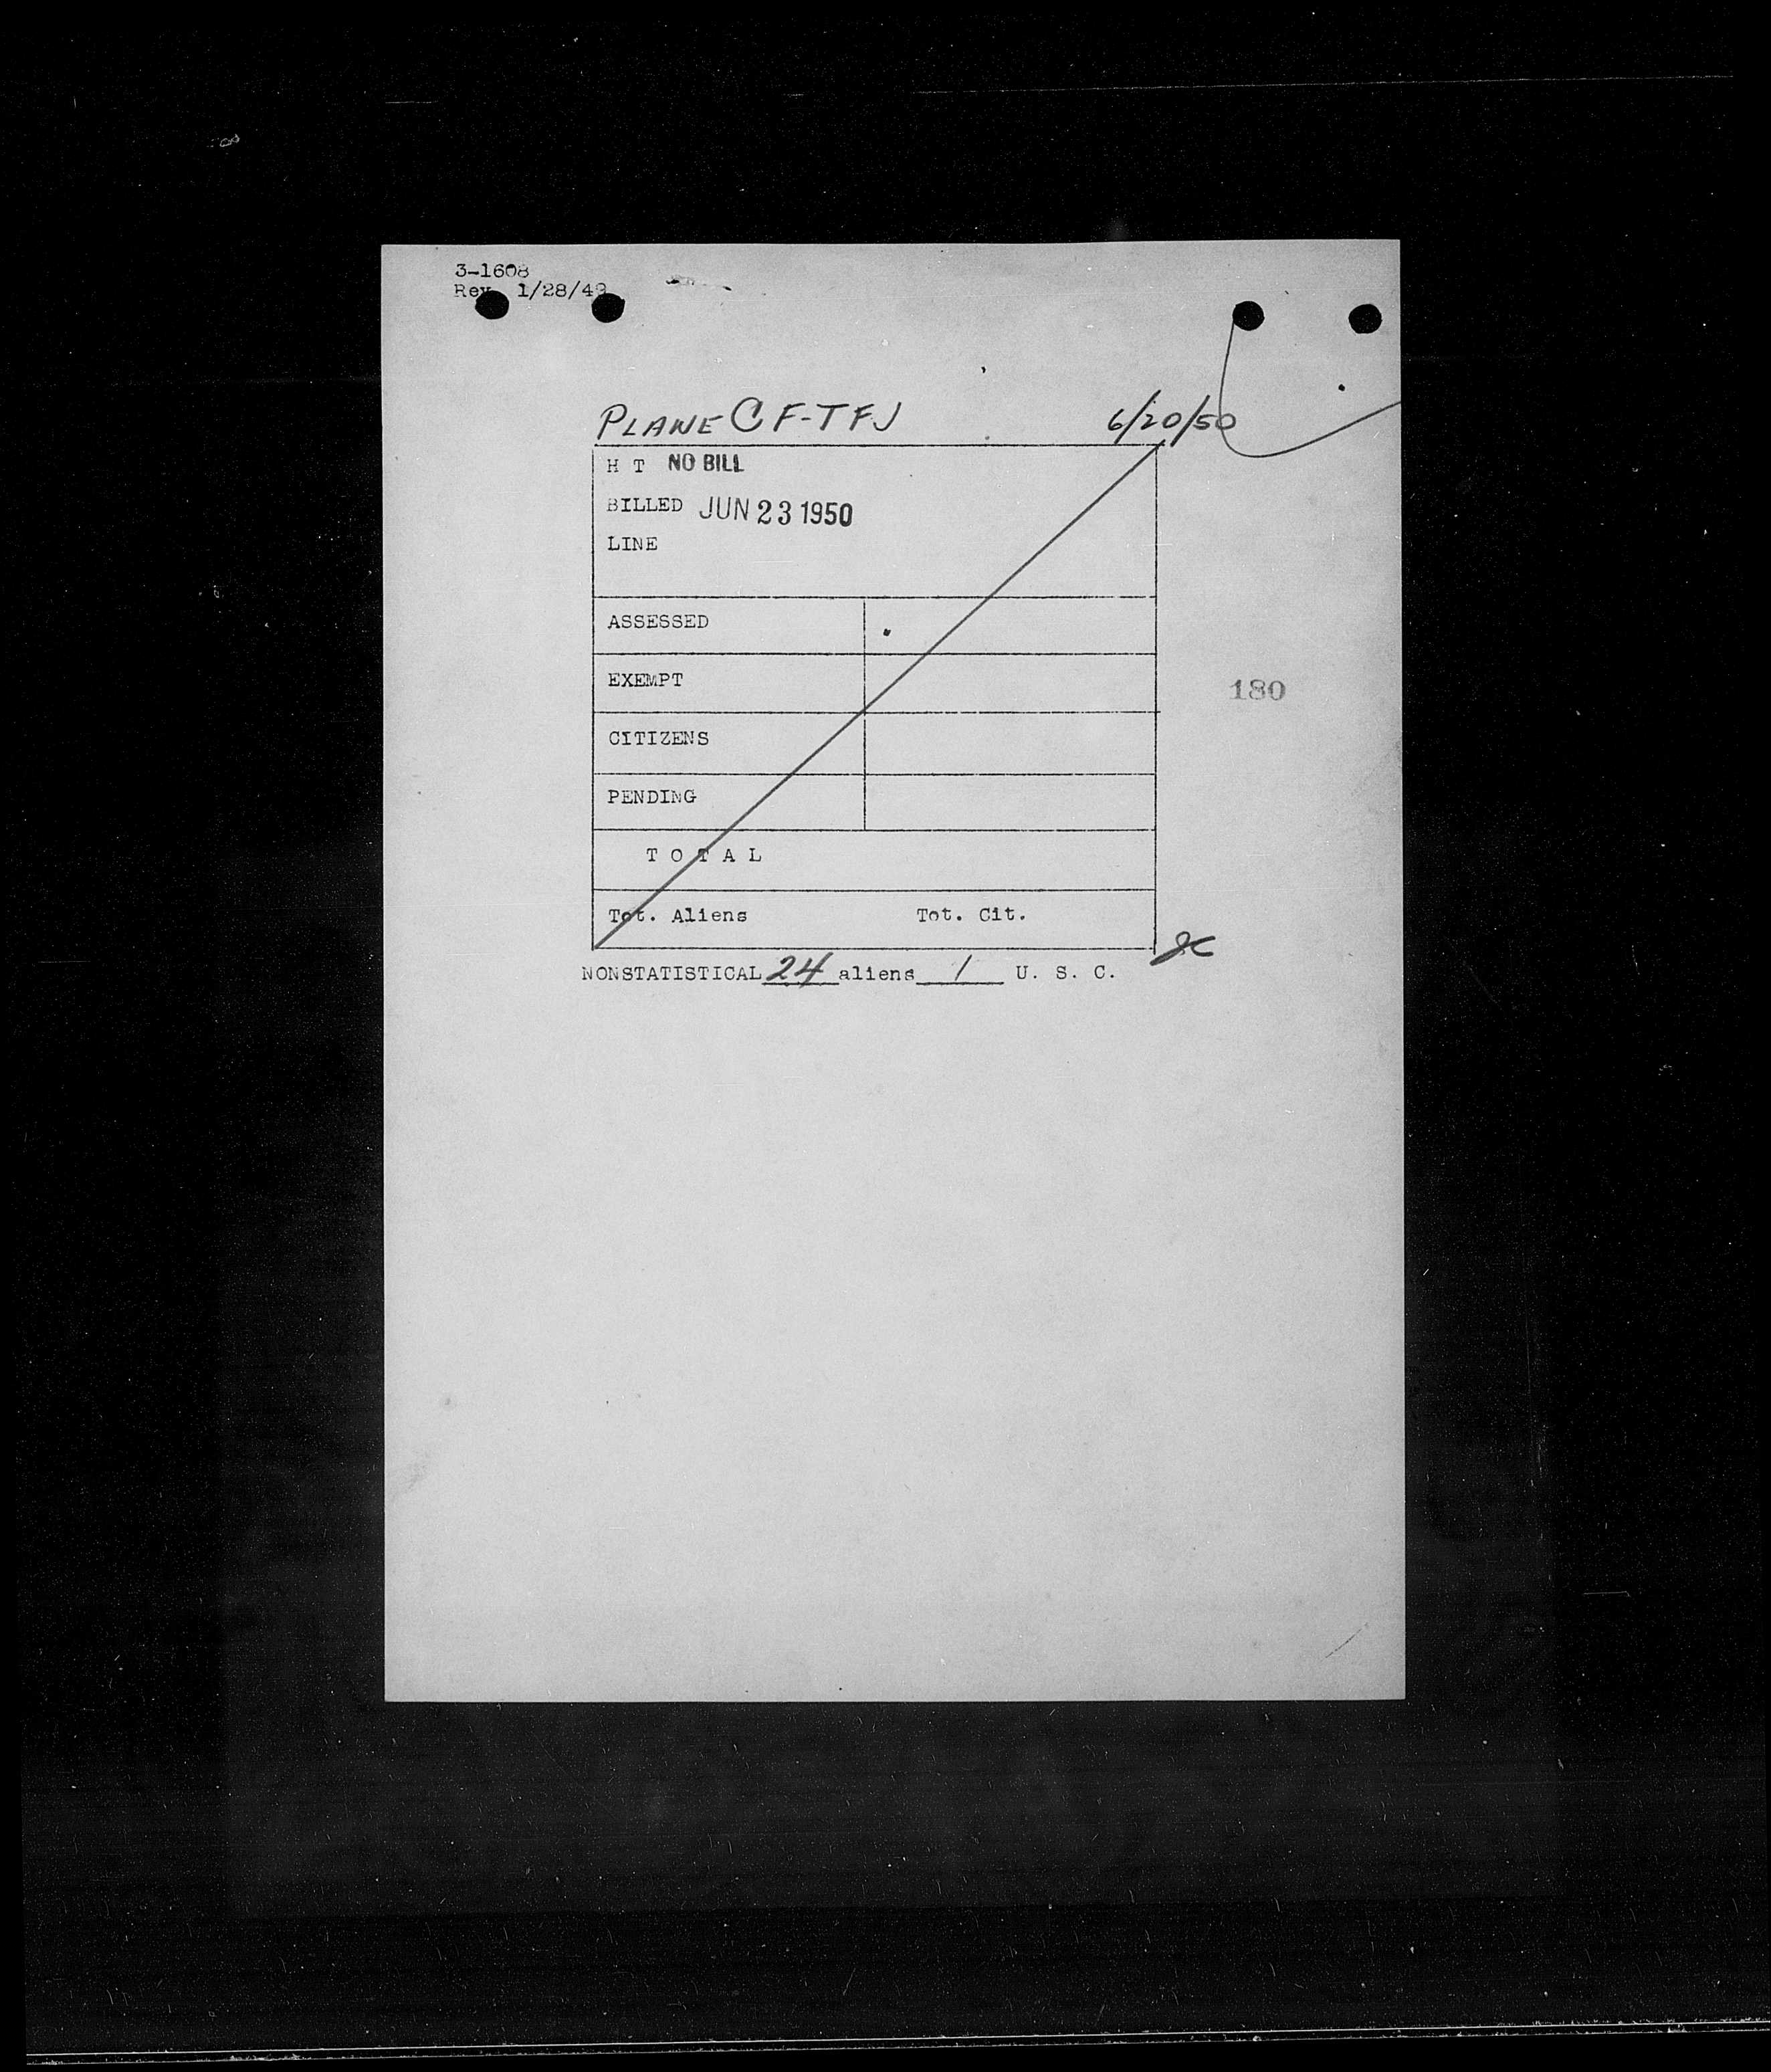 3-1608
Rev. 1/28/49
PLANE CF-TFJ 6/20/50
H T NO BILL
BILLED JUN 23 1950
LINE
ASSESSED
EXEMPT
180
CITIZENS
PENDING
T O T A L
Tot. Aliens Tot. Cit.
NONSTATISTICAL 24 aliens 1 U. S. C.